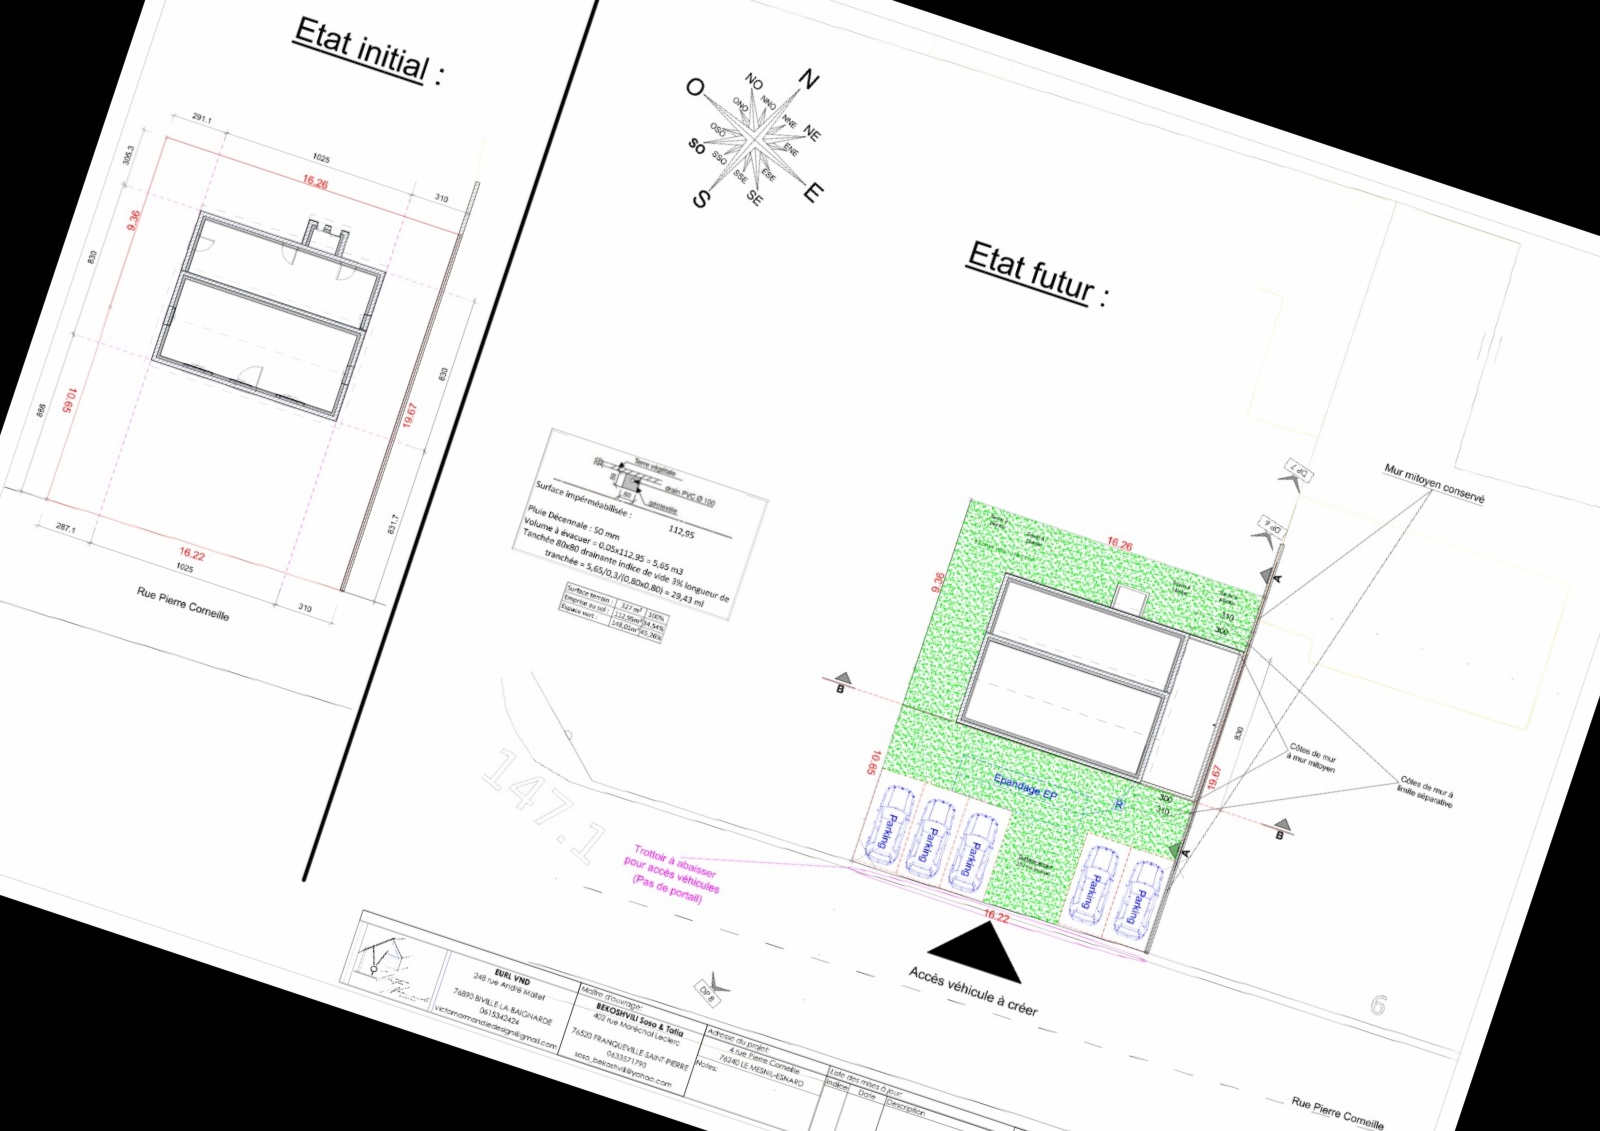 Etat initial :
291.1
1025
310
16.26
305.3
9.36
830
830
10.65
866
19.67
831.7
287.1
16.22
1025
310
Rue Pierre Corneille
N
NNE
NE
ENE
E
ESE
SE
SSE
S
SSO
SO
OSO
O
ONO
NO
NNO
Etat futur :
Terre végétale
drain PVC Ø 100
géotextile
80
80
Surface imperméabilisée :
112,95
Pluie Décennale : 50 mm
Volume à évacuer = 0,05x112,95 = 5,65 m3
Tanchée 80x80 drainante indice de vide 3% longueur de
tranchée = 5,65/0,3/(0,80x0,80) = 29,43 ml
Surface terrain : 327 m² 100%
Emprise au sol : 112,95m² 34,54%
Espace vert : 148,01m² 45,26%
DP 7
DP 6
Mur mitoyen conservé
16.26
9.36
A
310
300
B
830
Côtes de mur
à mur mitoyen
Côtes de mur à
limite séparative
10.65
19.67
Epandage EP
R
300
310
B
A
Parking
Parking
Parking
Parking
Parking
147.1
Trottoir à abaisser
pour accès véhicules
(Pas de portail)
16.22
Accès véhicule à créer
DP 8
6
Rue Pierre Corneille
EURL VND
248 rue André Mallet
76890 BIVILLE-LA-BAIGNARDE
0615342424
victornormandiedesign@gmail.com
Maître d'ouvrage:
BEKOSHVILI Soso & Tatia
402 rue Maréchal Leclerc
76520 FRANQUEVILLE-SAINT-PIERRE
0633571790
soso_bekoshvili@yahoo.com
Adresse du projet:
4 rue Pierre Corneille
76240 LE MESNIL-ESNARD
Notes:
Liste des mises à jour:
Indice
Date
Description